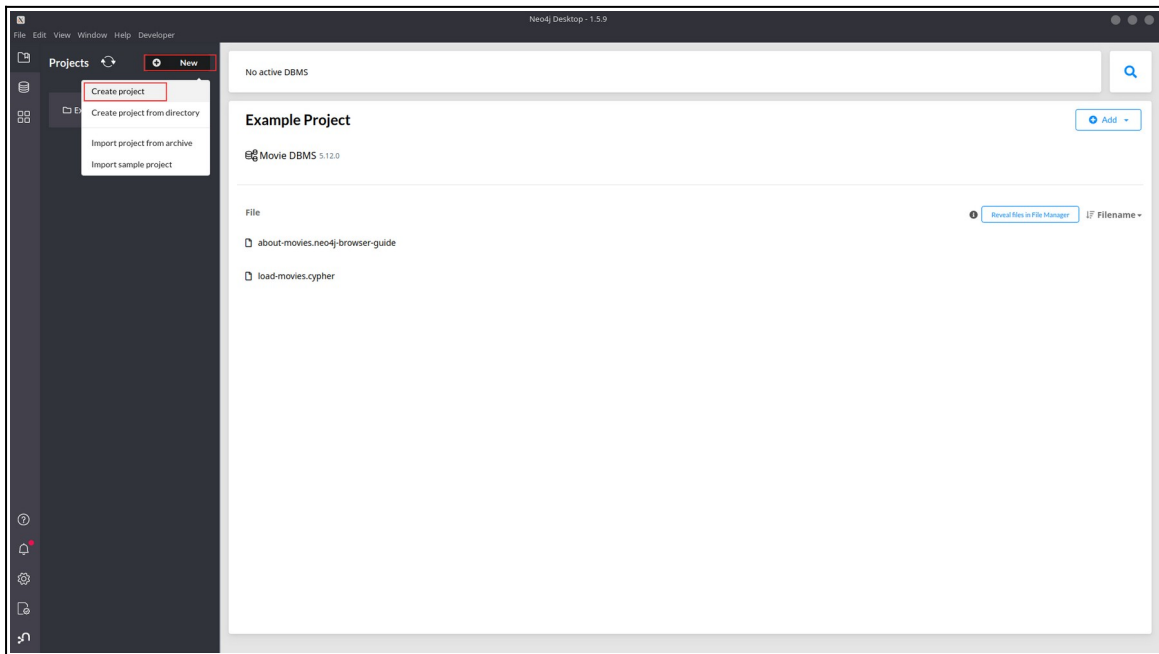 Neo4j Desktop - 1.5.9
File Edit View Window Help Developer
Projects
New
Create project
Create project from directory
Import project from archive
Import sample project
No active DBMS
Example Project
Add
Movie DBMS 5.12.0
File
Reveal files in File Manager
Filename
about-movies.neo4j-browser-guide
load-movies.cypher